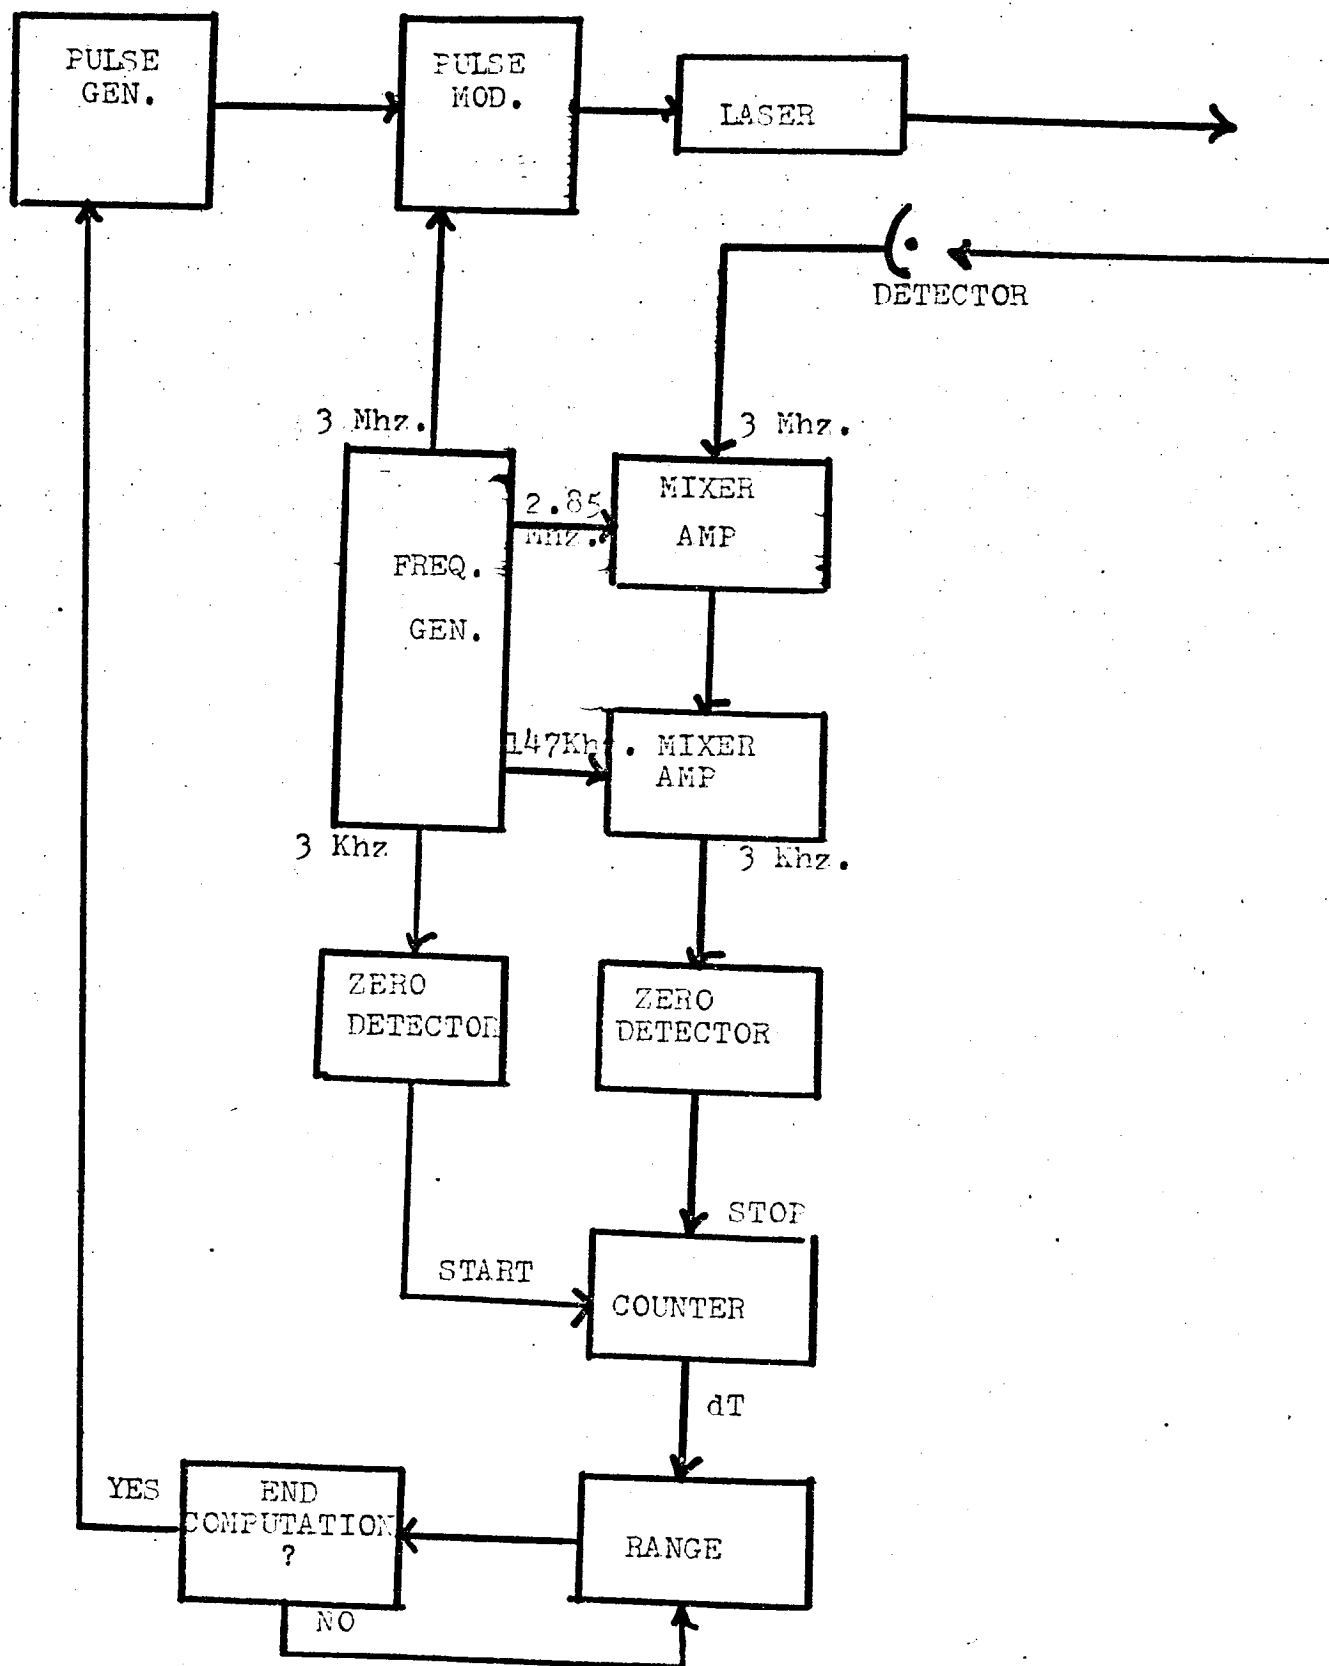 PULSE
GEN.
PULSE
MOD.
LASER
DETECTOR
3 Mhz.
3 Mhz.
MIXER
AMP
2.85
Mhz.
FREQ.
GEN.
147Kh .
MIXER
AMP
3 Khz
3 Khz.
ZERO
DETECTOR
ZERO
DETECTOR
STOP
START
COUNTER
dT
YES
END
COMPUTATION
?
RANGE
NO